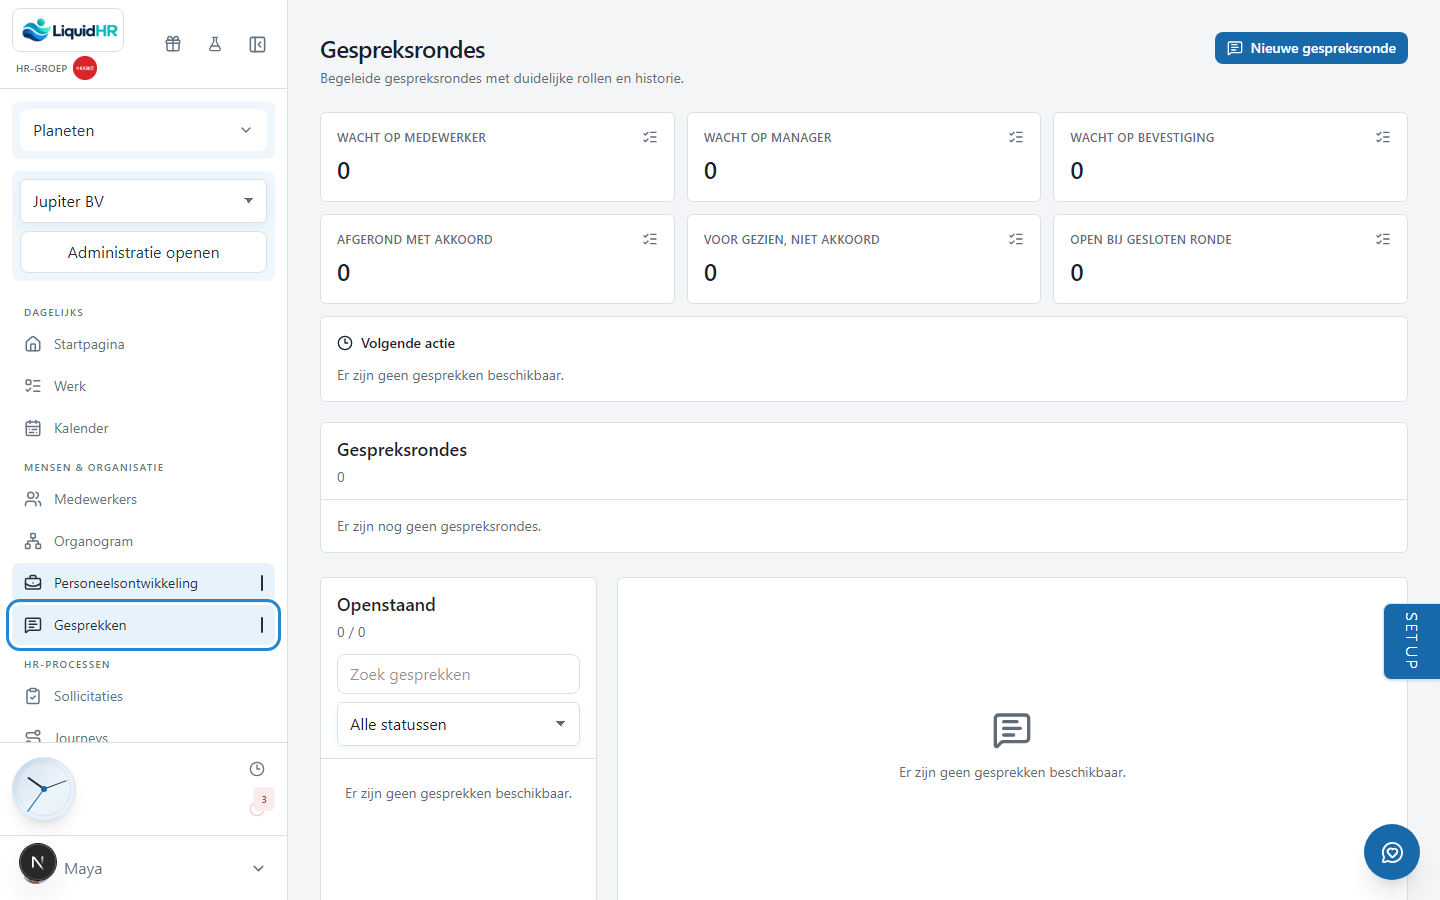 LiquidHR
HR-GROEP
Planeten
Jupiter BV
Administratie openen
DAGELIJKS
Startpagina
Werk
Kalender
MENSEN & ORGANISATIE
Medewerkers
Organogram
Personeelsontwikkeling
Gesprekken
HR-PROCESSEN
Sollicitaties
Journeys
3
N
Maya
Gespreksrondes
Begeleide gespreksrondes met duidelijke rollen en historie.
Nieuwe gespreksronde
WACHT OP MEDEWERKER
0
WACHT OP MANAGER
0
WACHT OP BEVESTIGING
0
AFGEROND MET AKKOORD
0
VOOR GEZIEN, NIET AKKOORD
0
OPEN BIJ GESLOTEN RONDE
0
Volgende actie
Er zijn geen gesprekken beschikbaar.
Gespreksrondes
0
Er zijn nog geen gespreksrondes.
Openstaand
0 / 0
Zoek gesprekken
Alle statussen
Er zijn geen gesprekken beschikbaar.
Er zijn geen gesprekken beschikbaar.
SETUP